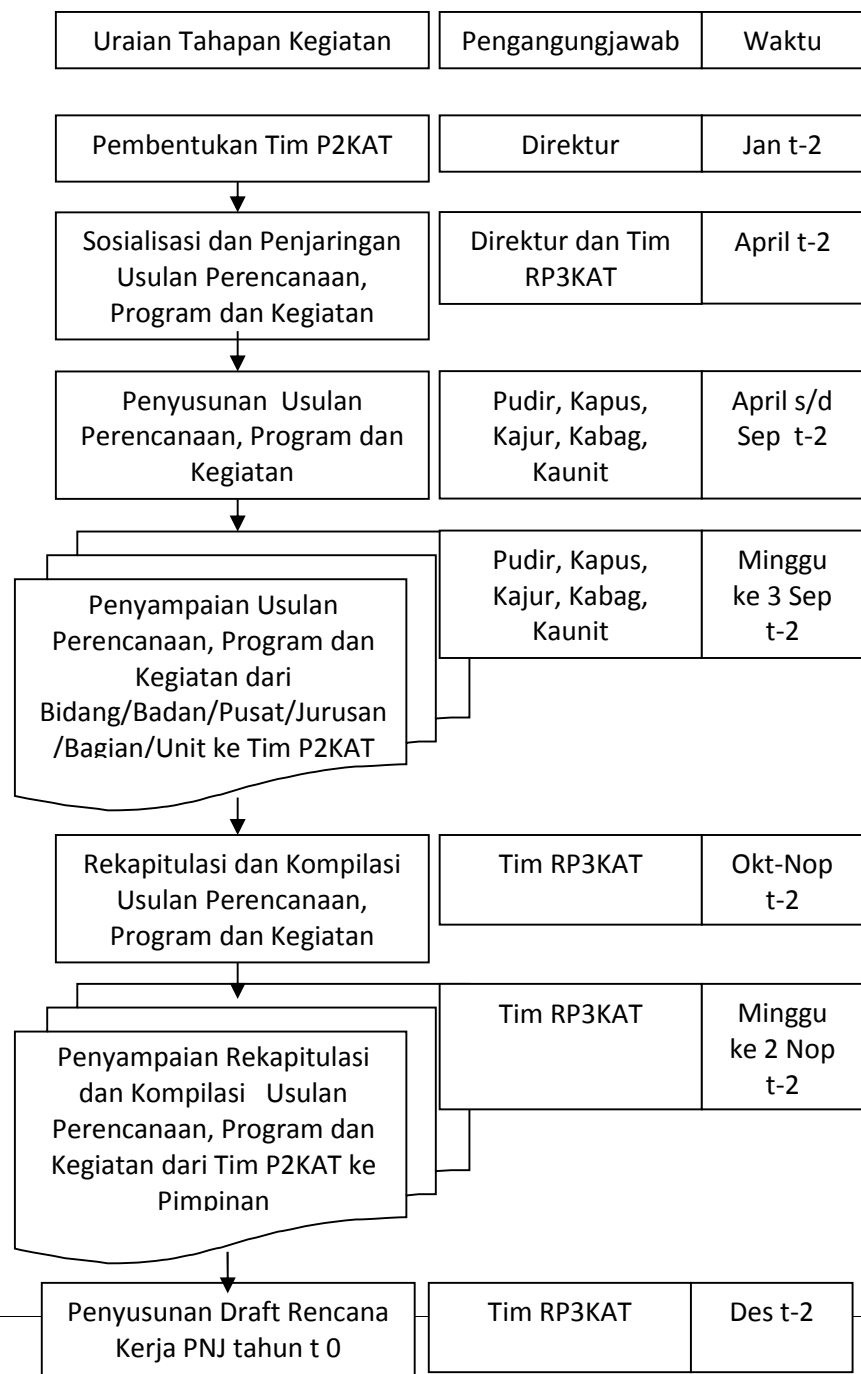 Uraian Tahapan Kegiatan
Pengangungjawab
Waktu
Pembentukan Tim P2KAT
Direktur
Jan t-2
Sosialisasi dan Penjaringan
Usulan Perencanaan,
Program dan Kegiatan
Direktur dan Tim
RP3KAT
April t-2
Penyusunan Usulan
Perencanaan, Program dan
Kegiatan
Pudir, Kapus,
Kajur, Kabag,
Kaunit
April s/d
Sep t-2
Penyampaian Usulan
Perencanaan, Program dan
Kegiatan dari
Bidang/Badan/Pusat/Jurusan
/Bagian/Unit ke Tim P2KAT
Pudir, Kapus,
Kajur, Kabag,
Kaunit
Minggu
ke 3 Sep
t-2
Rekapitulasi dan Kompilasi
Usulan Perencanaan,
Program dan Kegiatan
Tim RP3KAT
Okt-Nop
t-2
Penyampaian Rekapitulasi
dan Kompilasi Usulan
Perencanaan, Program dan
Kegiatan dari Tim P2KAT ke
Pimpinan
Tim RP3KAT
Minggu
ke 2 Nop
t-2
Penyusunan Draft Rencana
Kerja PNJ tahun t 0
Tim RP3KAT
Des t-2